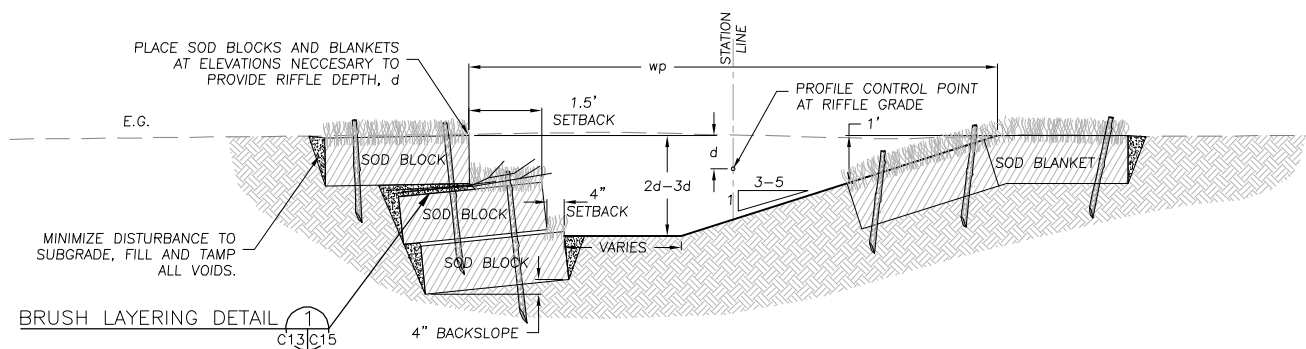 PLACE SOD BLOCKS AND BLANKETS
AT ELEVATIONS NECCESARY TO
PROVIDE RIFFLE DEPTH, d
STATION
LINE
wp
1.5'
SETBACK
PROFILE CONTROL POINT
AT RIFFLE GRADE
E.G.
1'
d
SOD BLOCK
SOD BLANKET
2d-3d
3-5
1
4"
SETBACK
SOD BLOCK
VARIES
MINIMIZE DISTURBANCE TO
SUBGRADE, FILL AND TAMP
ALL VOIDS.
SOD BLOCK
BRUSH LAYERING DETAIL
1
C13 C15
4" BACKSLOPE